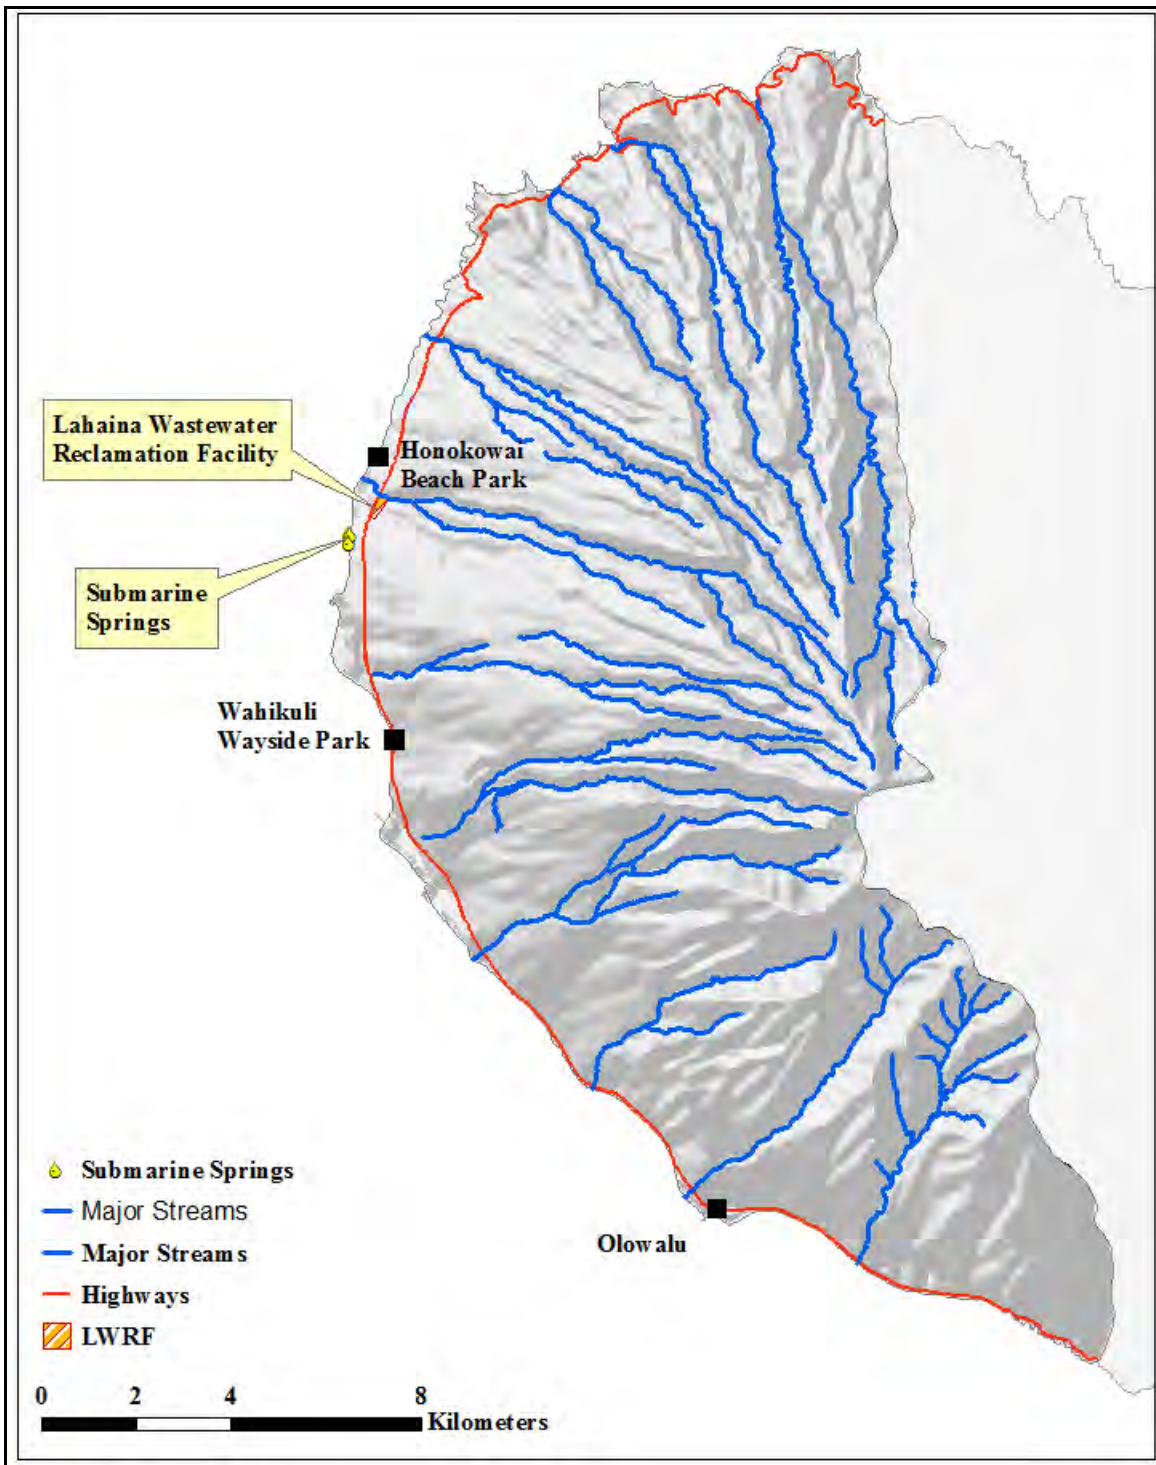 Lahaina Wastewater
Reclamation Facility
Honokowai
Beach Park
Submarine
Springs
Wahikuli
Wayside Park
Olowalu
Submarine Springs
Major Streams
Major Streams
Highways
LWRF
0 2 4 8
Kilometers